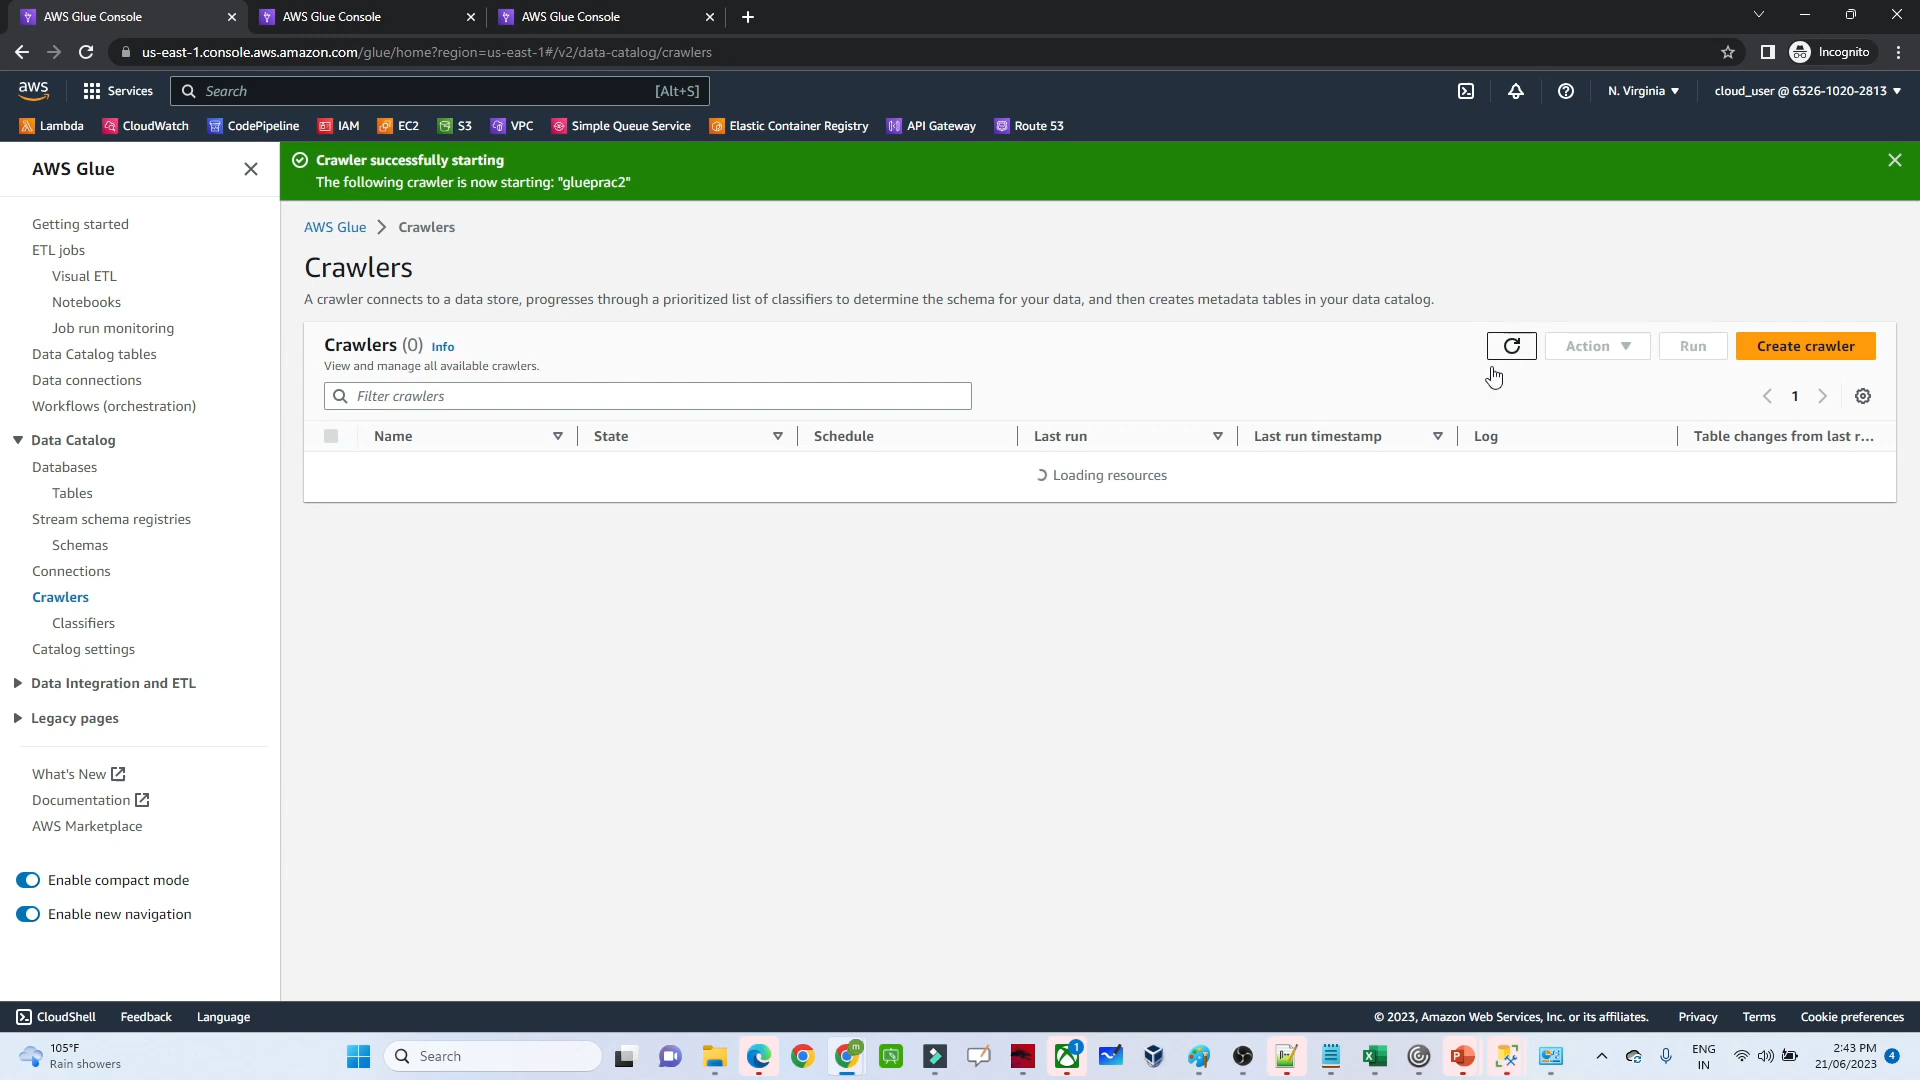 AWS Glue Console
AWS Glue Console
AWS Glue Console
us-east-1.console.aws.amazon.com/glue/home?region=us-east-1#/v2/data-catalog/crawlers
Incognito
aws
Services
Search
[Alt+S]
N. Virginia
cloud_user @ 6326-1020-2813
Lambda
CloudWatch
CodePipeline
IAM
EC2
S3
VPC
Simple Queue Service
Elastic Container Registry
API Gateway
Route 53
AWS Glue
Getting started
ETL jobs
Visual ETL
Notebooks
Job run monitoring
Data Catalog tables
Data connections
Workflows (orchestration)
Data Catalog
Databases
Tables
Stream schema registries
Schemas
Connections
Crawlers
Classifiers
Catalog settings
Data Integration and ETL
Legacy pages
What's New
Documentation
AWS Marketplace
Enable compact mode
Enable new navigation
Crawler successfully starting
The following crawler is now starting: "glueprac2"
AWS Glue > Crawlers
Crawlers
A crawler connects to a data store, progresses through a prioritized list of classifiers to determine the schema for your data, and then creates metadata tables in your data catalog.
Crawlers (0) Info
View and manage all available crawlers.
Action
Run
Create crawler
Filter crawlers
1
Name
State
Schedule
Last run
Last run timestamp
Log
Table changes from last r...
Loading resources
CloudShell
Feedback
Language
© 2023, Amazon Web Services, Inc. or its affiliates.
Privacy
Terms
Cookie preferences
105°F
Rain showers
Search
m
1
ENG
IN
2:43 PM
21/06/2023
4